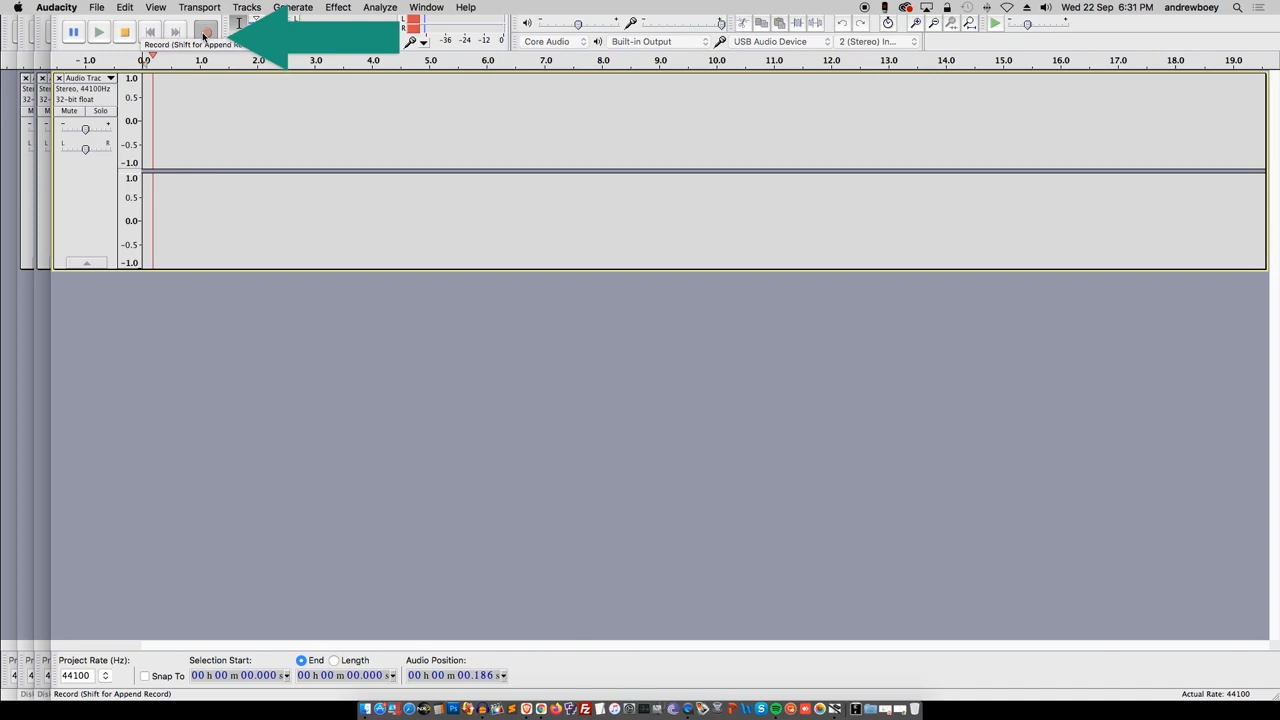 Audacity File Edit View Transport Tracks Generate Effect Analyze Window Help Wed 22 Sep 6:31 PM andrewboey
L
R
Record (Shift for Append Re
-36 -24 -12 0
Core Audio Built-in Output USB Audio Device 2 (Stereo) In...
- 1.0 0.0 1.0 2.0 3.0 4.0 5.0 6.0 7.0 8.0 9.0 10.0 11.0 12.0 13.0 14.0 15.0 16.0 17.0 18.0 19.0
Audio Trac
Stereo, 44100Hz
32-bit float
Mute Solo
- +
L R
1.0
0.5
0.0
-0.5
-1.0
1.0
0.5
0.0
-0.5
-1.0
Project Rate (Hz): Selection Start: End Length Audio Position:
44100 Snap To 00 h 00 m 00.000 s 00 h 00 m 00.000 s 00 h 00 m 00.186 s
Record (Shift for Append Record) Actual Rate: 44100